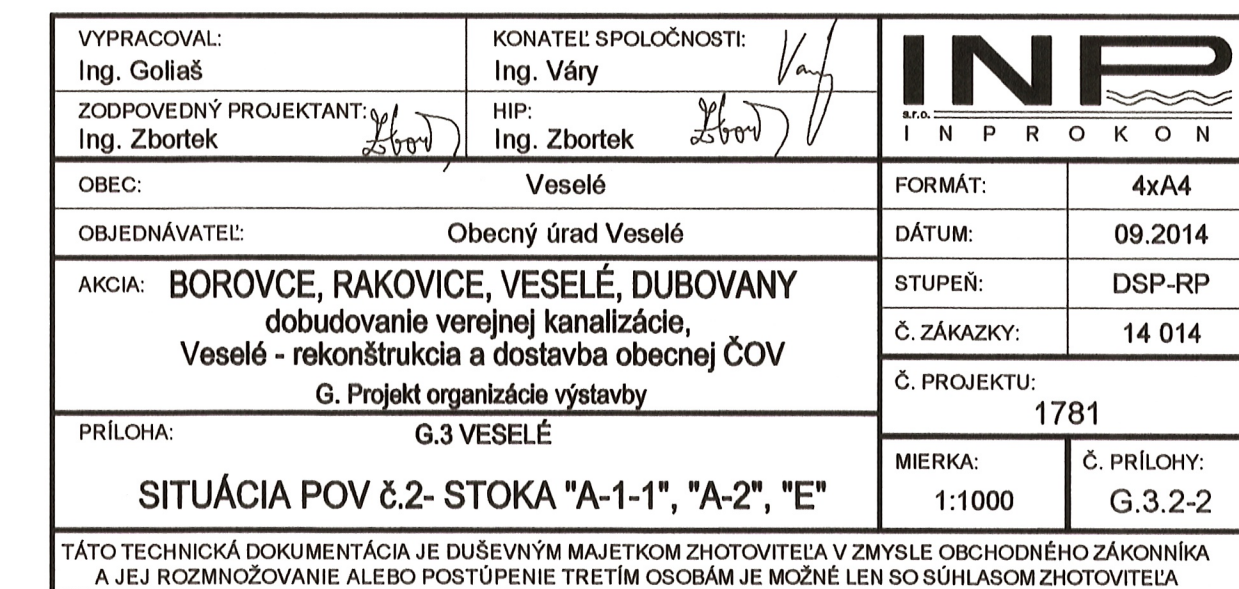 VYPRACOVAL:
Ing. Goliaš
KONATEĽ SPOLOČNOSTI:
Ing. Váry
ZODPOVEDNÝ PROJEKTANT:
Ing. Zbortek
HIP:
Ing. Zbortek
INP
s.r.o.
INPROKON
OBEC:
Veselé
OBJEDNÁVATEĽ:
Obecný úrad Veselé
AKCIA: BOROVCE, RAKOVICE, VESELÉ, DUBOVANY
dobudovanie verejnej kanalizácie,
Veselé - rekonštrukcia a dostavba obecnej ČOV
G. Projekt organizácie výstavby
PRÍLOHA:
G.3 VESELÉ
SITUÁCIA POV č.2- STOKA "A-1-1", "A-2", "E"
FORMÁT:
4xA4
DÁTUM:
09.2014
STUPEŇ:
DSP-RP
Č. ZÁKAZKY:
14 014
Č. PROJEKTU:
1781
MIERKA:
1:1000
Č. PRÍLOHY:
G.3.2-2
TÁTO TECHNICKÁ DOKUMENTÁCIA JE DUŠEVNÝM MAJETKOM ZHOTOVITEĽA V ZMYSLE OBCHODNÉHO ZÁKONNÍKA
A JEJ ROZMNOŽOVANIE ALEBO POSTÚPENIE TRETÍM OSOBÁM JE MOŽNÉ LEN SO SÚHLASOM ZHOTOVITEĽA